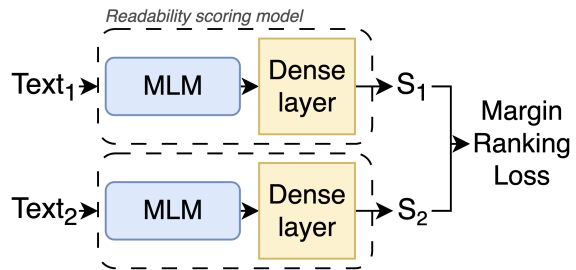 Readability scoring model
Text₁
MLM
Dense
layer
S₁
Margin
Ranking
Loss
Text₂
MLM
Dense
layer
S₂